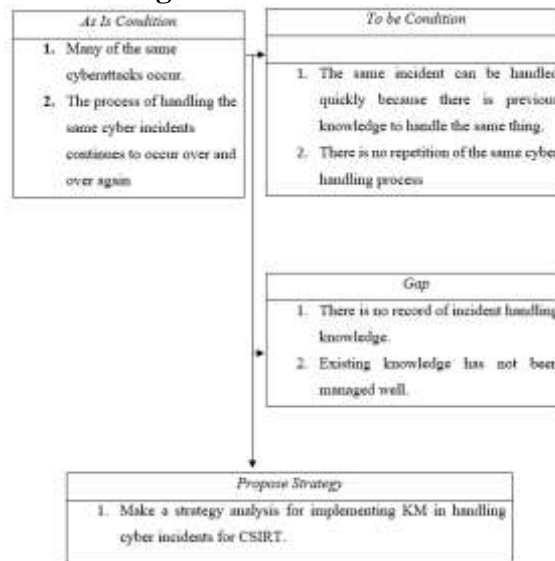 As Is Condition
1. Many of the same
cyberattacks occur.
2. The process of handling the
same cyber incidents
continues to occur over and
over again
To be Condition
1. The same incident can be handled
quickly because there is previous
knowledge to handle the same thing.
2. There is no repetition of the same cyber
handling process
Gap
1. There is no record of incident handling
knowledge.
2. Existing knowledge has not been
managed well.
Propose Strategy
1. Make a strategy analysis for implementing KM in handling
cyber incidents for CSIRT.